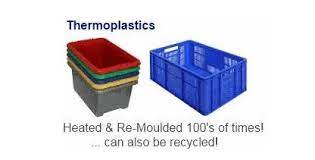 Thermoplastics
Heated & Re-Moulded 100's of times!
... can also be recycled!